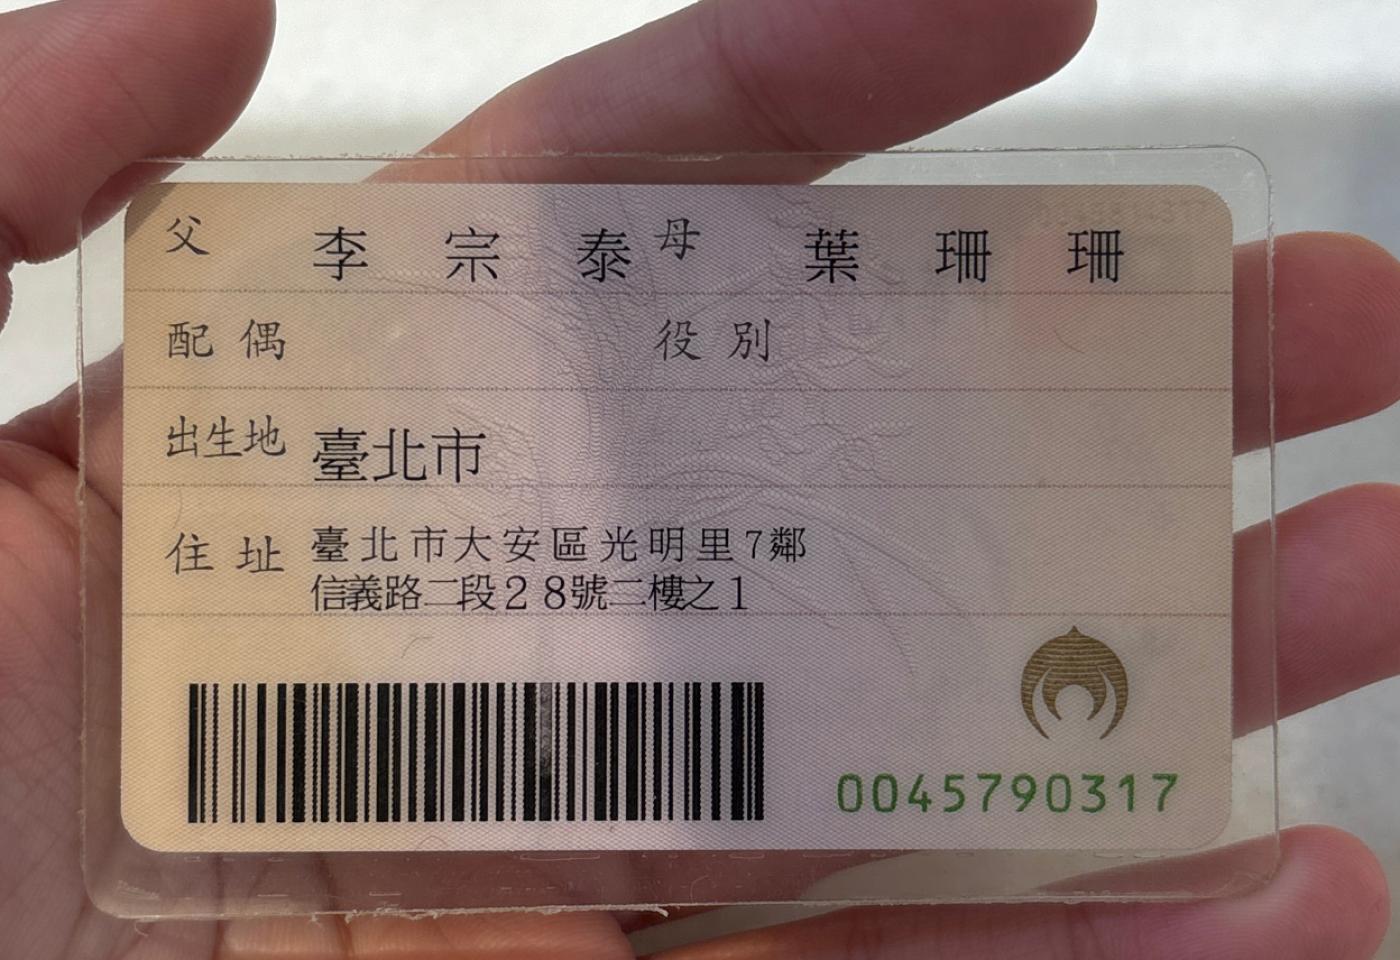 父 李宗泰 母 葉珊珊
配偶 役別
出生地 臺北市
住址 臺北市大安區光明里7鄰
信義路二段28號二樓之1
0045790317